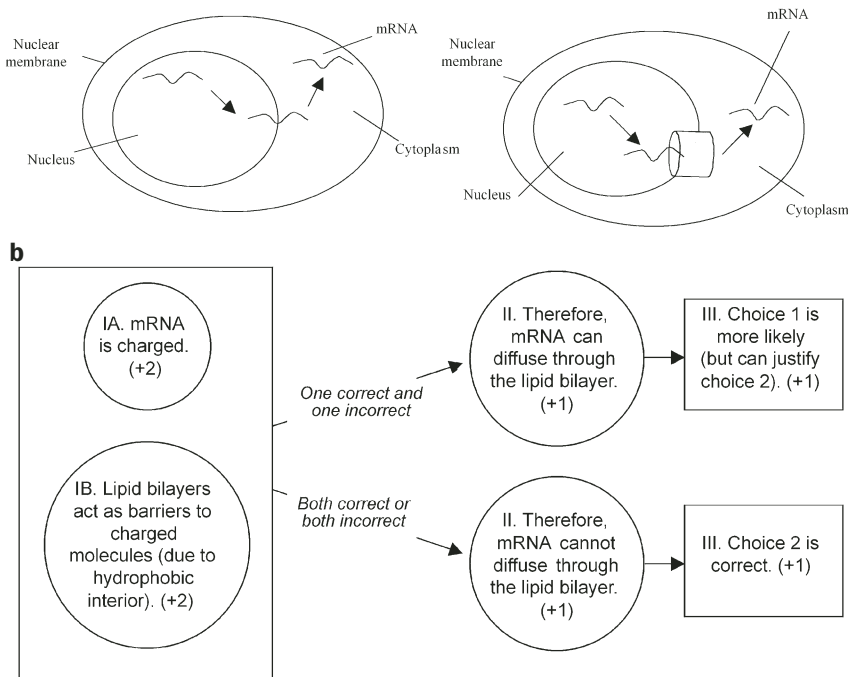 Nuclear
membrane
mRNA
Nucleus
Cytoplasm
Nuclear
membrane
mRNA
Nucleus
Cytoplasm
b
IA. mRNA
is charged.
(+2)
IB. Lipid bilayers
act as barriers to
charged
molecules (due to
hydrophobic
interior). (+2)
One correct and
one incorrect
Both correct or
both incorrect
II. Therefore,
mRNA can
diffuse through
the lipid bilayer.
(+1)
III. Choice 1 is
more likely
(but can justify
choice 2). (+1)
II. Therefore,
mRNA cannot
diffuse through
the lipid bilayer.
(+1)
III. Choice 2 is
correct. (+1)